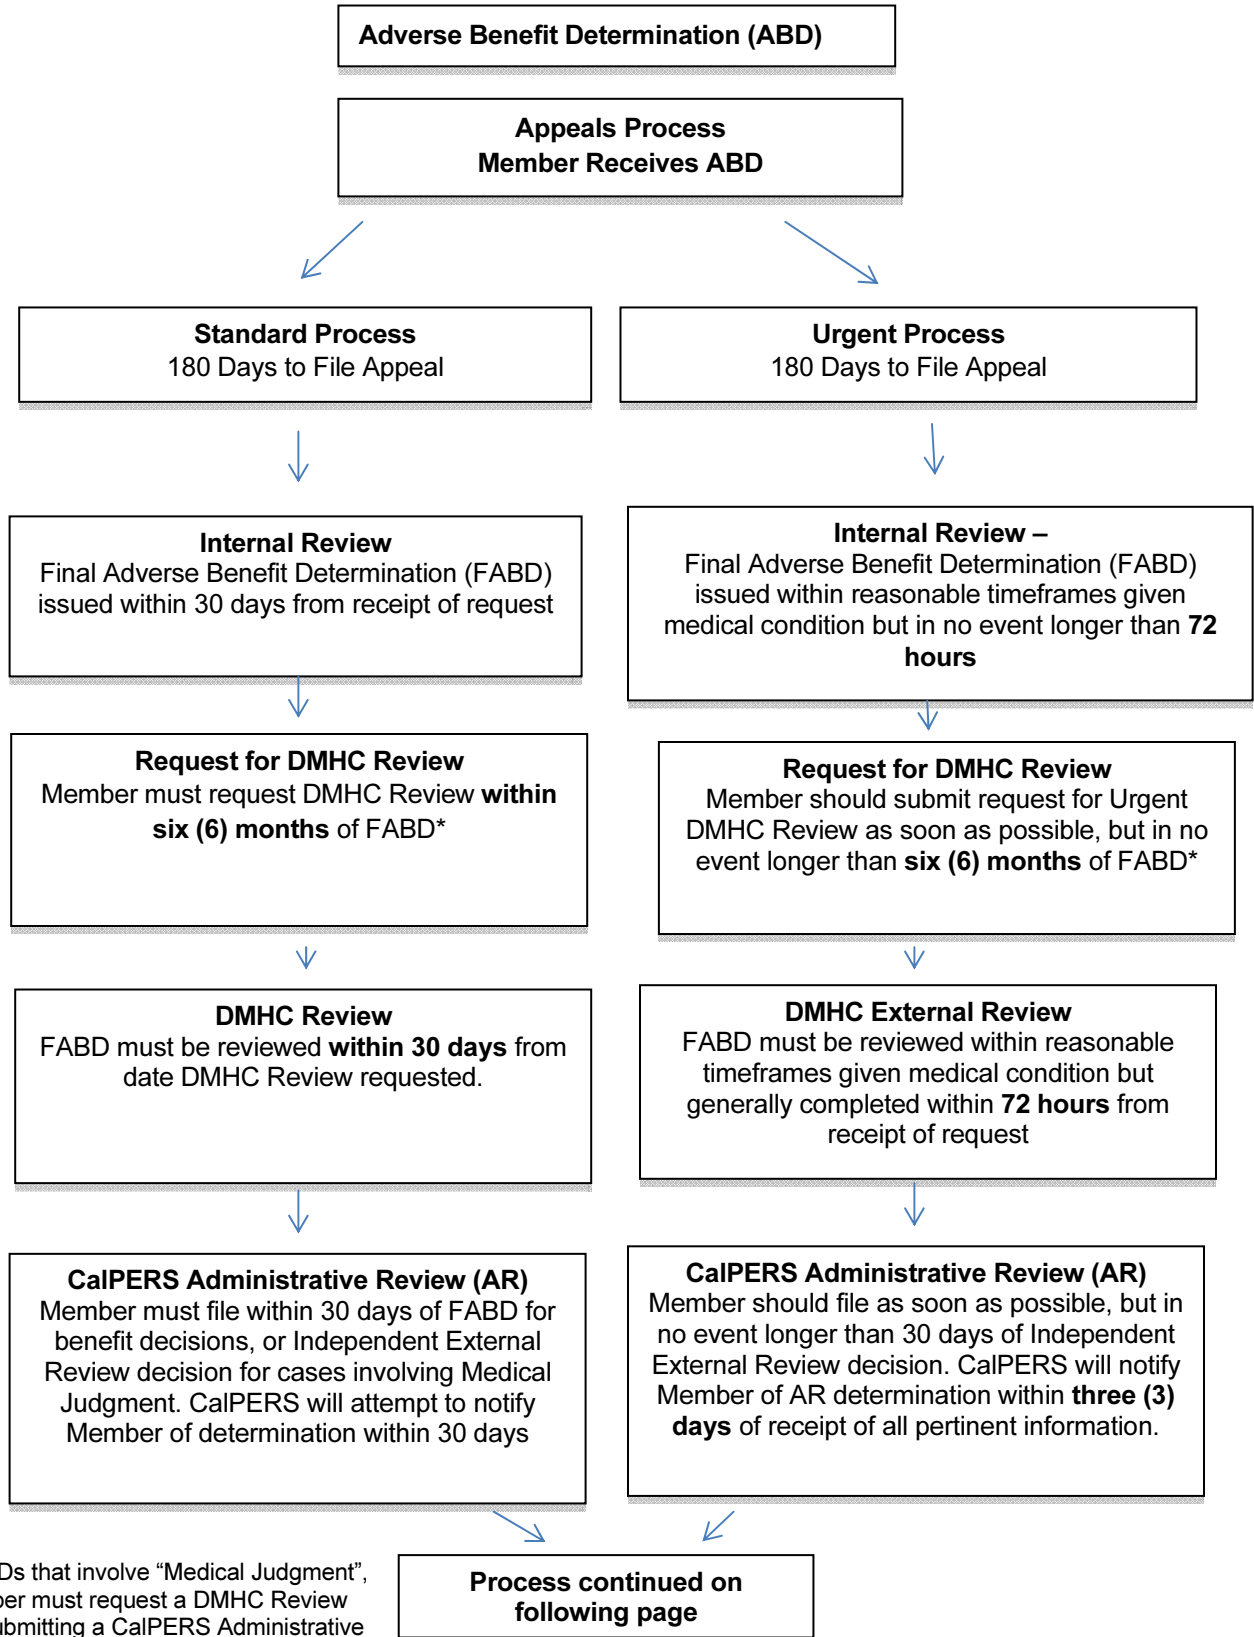 Adverse Benefit Determination (ABD)
Appeals Process
Member Receives ABD
Standard Process
180 Days to File Appeal
Urgent Process
180 Days to File Appeal
Internal Review
Final Adverse Benefit Determination (FABD)
issued within 30 days from receipt of request
Internal Review –
Final Adverse Benefit Determination (FABD)
issued within reasonable timeframes given
medical condition but in no event longer than 72
hours
Request for DMHC Review
Member must request DMHC Review within
six (6) months of FABD*
Request for DMHC Review
Member should submit request for Urgent
DMHC Review as soon as possible, but in no
event longer than six (6) months of FABD*
DMHC Review
FABD must be reviewed within 30 days from
date DMHC Review requested.
DMHC External Review
FABD must be reviewed within reasonable
timeframes given medical condition but
generally completed within 72 hours from
receipt of request
CalPERS Administrative Review (AR)
Member must file within 30 days of FABD for
benefit decisions, or Independent External
Review decision for cases involving Medical
Judgment. CalPERS will attempt to notify
Member of determination within 30 days
CalPERS Administrative Review (AR)
Member should file as soon as possible, but in
no event longer than 30 days of Independent
External Review decision. CalPERS will notify
Member of AR determination within three (3)
days of receipt of all pertinent information.
Ds that involve “Medical Judgment”,
ber must request a DMHC Review
ubmitting a CalPERS Administrative
Process continued on
following page